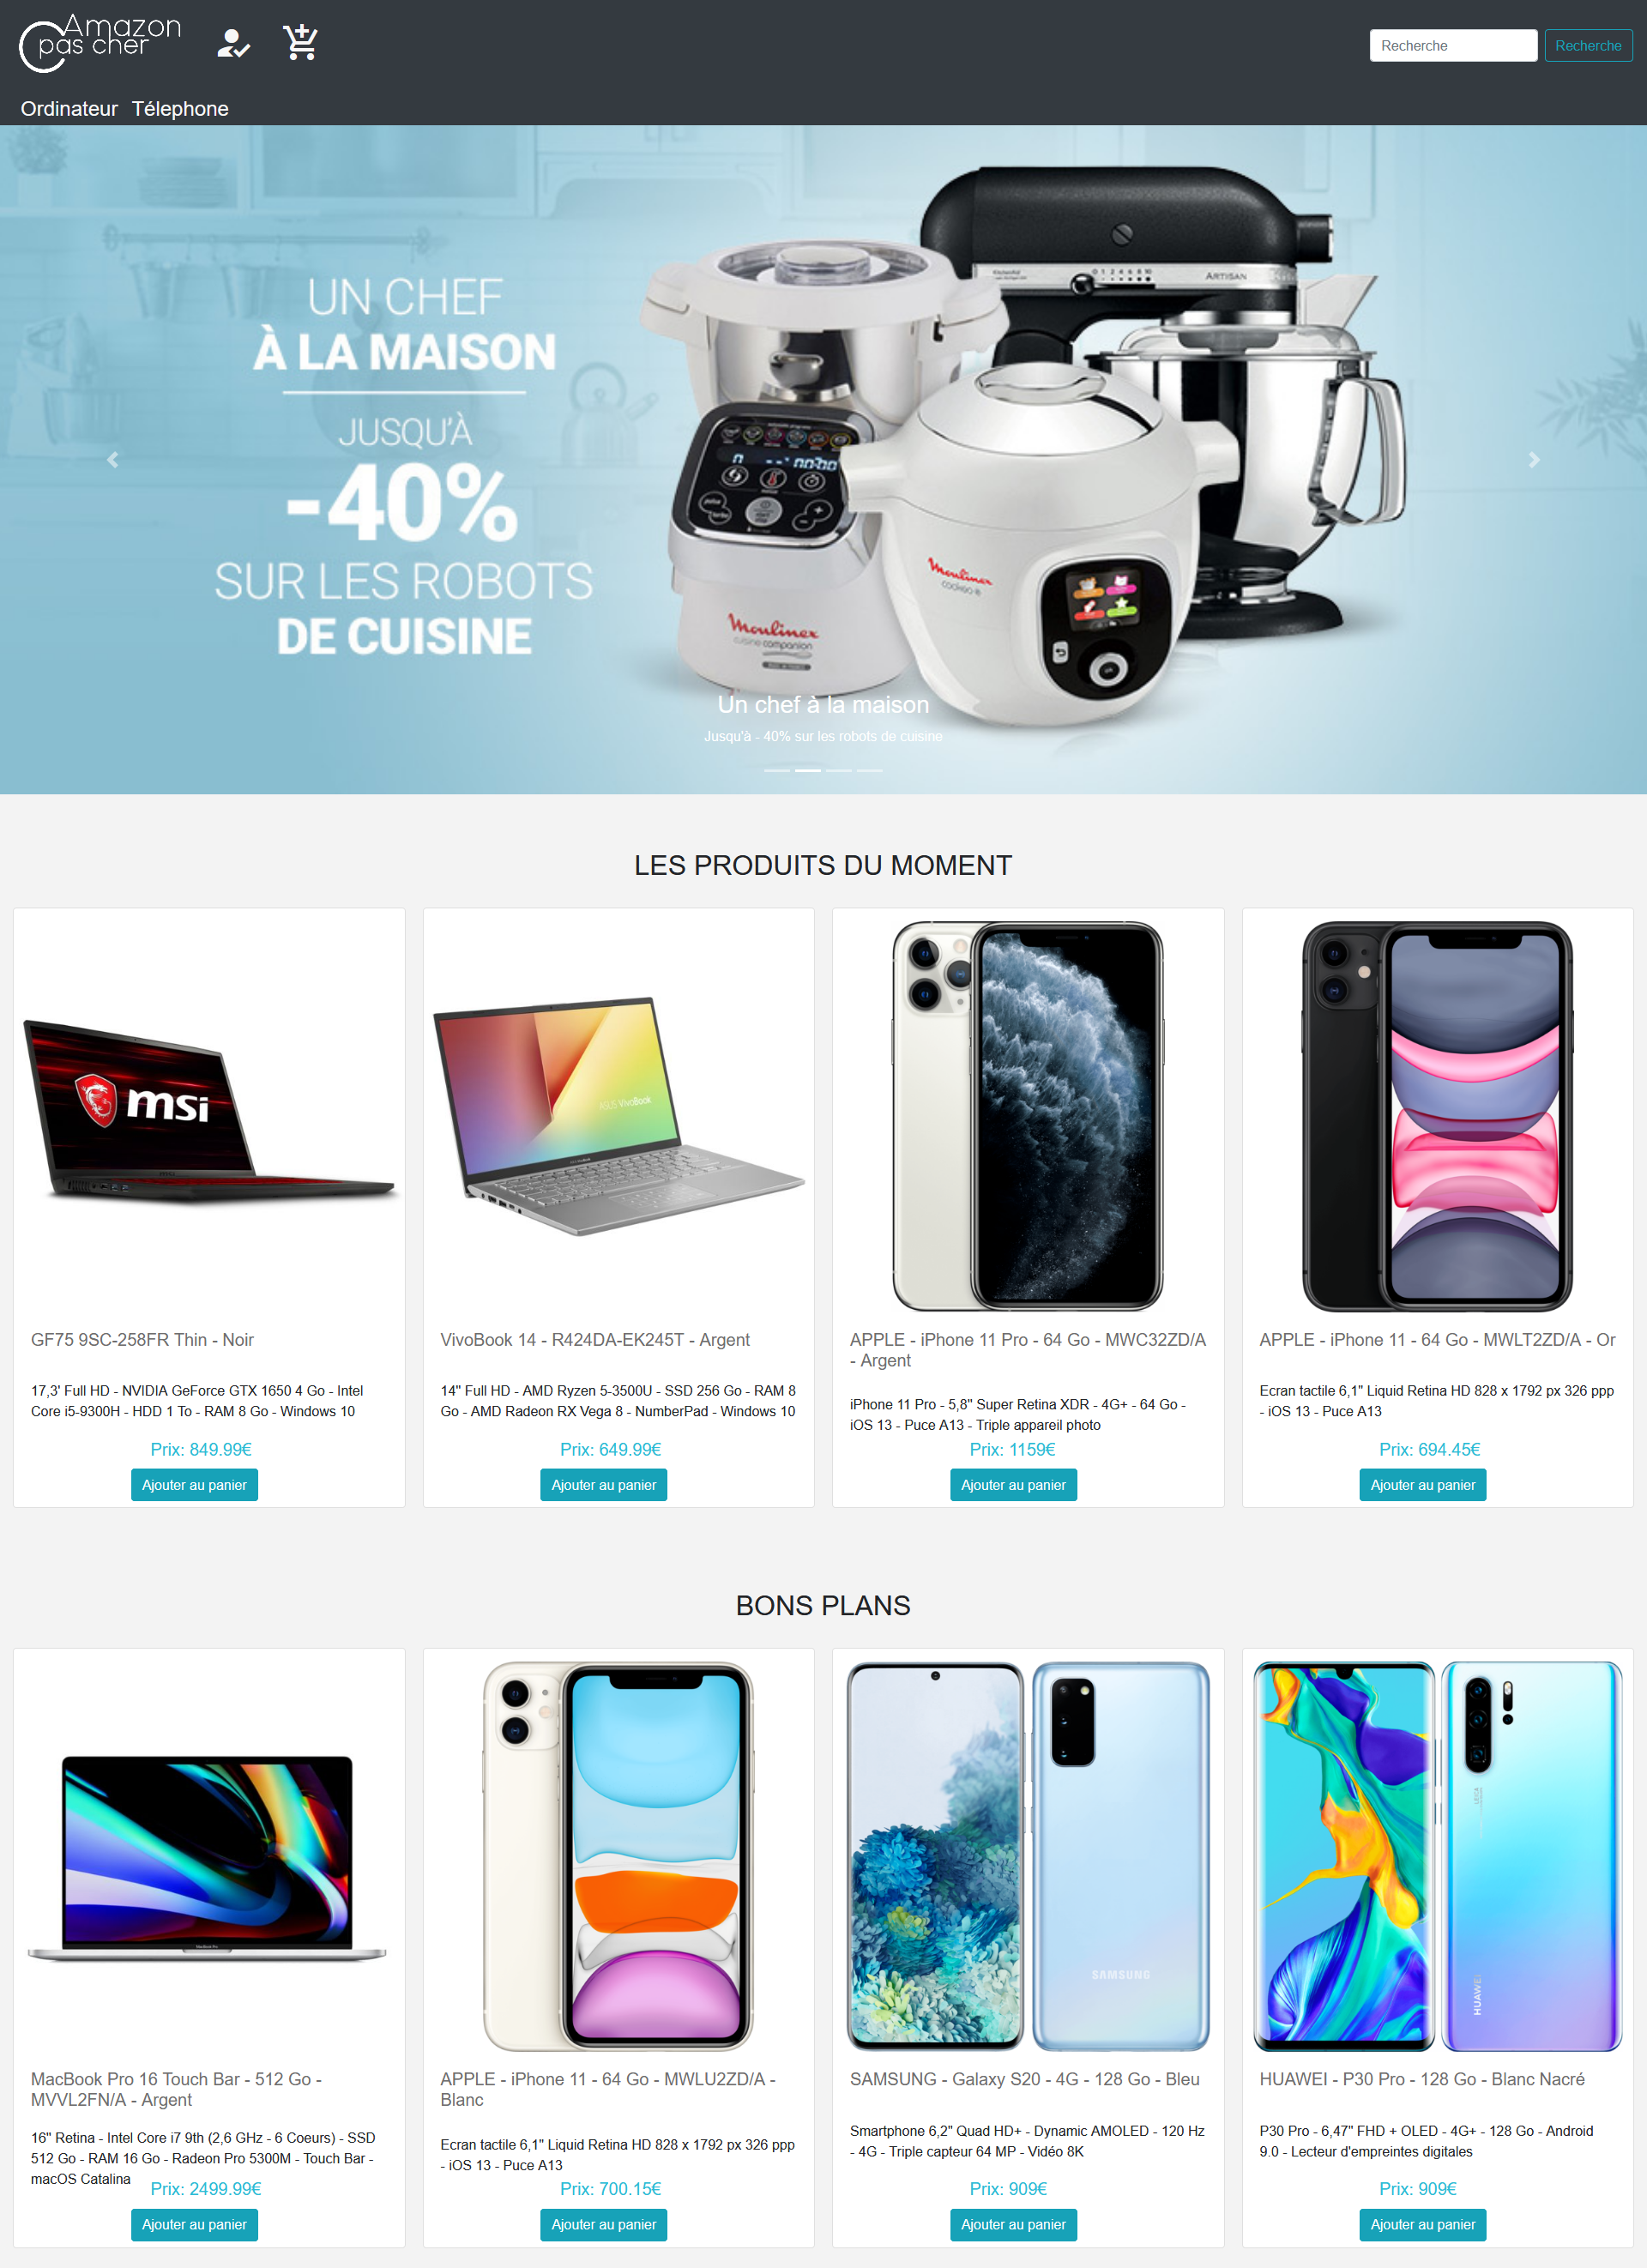 Amazon
pas cher
Recherche
Recherche
Ordinateur Télephone
UN CHEF
À LA MAISON
JUSQU'À
-40%
SUR LES ROBOTS
DE CUISINE
ARTISAN
Moulinex
cookeo
Moulinex
cuisine companion
Un chef à la maison
Jusqu'à - 40% sur les robots de cuisine
LES PRODUITS DU MOMENT
msi
ASUS VivoBook
GF75 9SC-258FR Thin - Noir
17,3' Full HD - NVIDIA GeForce GTX 1650 4 Go - Intel
Core i5-9300H - HDD 1 To - RAM 8 Go - Windows 10
Prix: 849.99€
Ajouter au panier
VivoBook 14 - R424DA-EK245T - Argent
14" Full HD - AMD Ryzen 5-3500U - SSD 256 Go - RAM 8
Go - AMD Radeon RX Vega 8 - NumberPad - Windows 10
Prix: 649.99€
Ajouter au panier
APPLE - iPhone 11 Pro - 64 Go - MWC32ZD/A
- Argent
iPhone 11 Pro - 5,8" Super Retina XDR - 4G+ - 64 Go -
iOS 13 - Puce A13 - Triple appareil photo
Prix: 1159€
Ajouter au panier
APPLE - iPhone 11 - 64 Go - MWLT2ZD/A - Or
Ecran tactile 6,1" Liquid Retina HD 828 x 1792 px 326 ppp
- iOS 13 - Puce A13
Prix: 694.45€
Ajouter au panier
BONS PLANS
MacBook Pro
SAMSUNG
LEICA
HUAWEI
MacBook Pro 16 Touch Bar - 512 Go -
MVVL2FN/A - Argent
16" Retina - Intel Core i7 9th (2,6 GHz - 6 Coeurs) - SSD
512 Go - RAM 16 Go - Radeon Pro 5300M - Touch Bar -
macOS Catalina
Prix: 2499.99€
Ajouter au panier
APPLE - iPhone 11 - 64 Go - MWLU2ZD/A -
Blanc
Ecran tactile 6,1" Liquid Retina HD 828 x 1792 px 326 ppp
- iOS 13 - Puce A13
Prix: 700.15€
Ajouter au panier
SAMSUNG - Galaxy S20 - 4G - 128 Go - Bleu
Smartphone 6,2" Quad HD+ - Dynamic AMOLED - 120 Hz
- 4G - Triple capteur 64 MP - Vidéo 8K
Prix: 909€
Ajouter au panier
HUAWEI - P30 Pro - 128 Go - Blanc Nacré
P30 Pro - 6,47" FHD + OLED - 4G+ - 128 Go - Android
9.0 - Lecteur d'empreintes digitales
Prix: 909€
Ajouter au panier